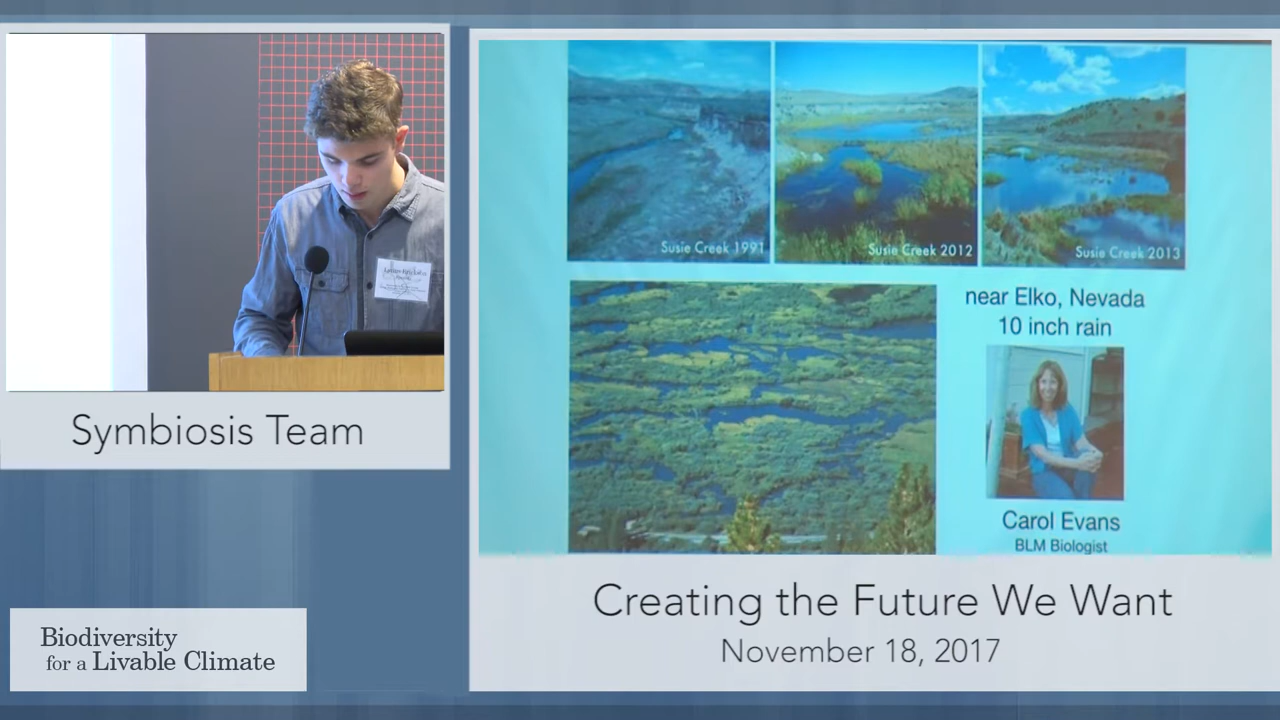 Symbiosis Team
Susie Creek 1991
Susie Creek 2012
Susie Creek 2013
near Elko, Nevada
10 inch rain
Carol Evans
BLM Biologist
Creating the Future We Want
November 18, 2017
Biodiversity
for a Livable Climate